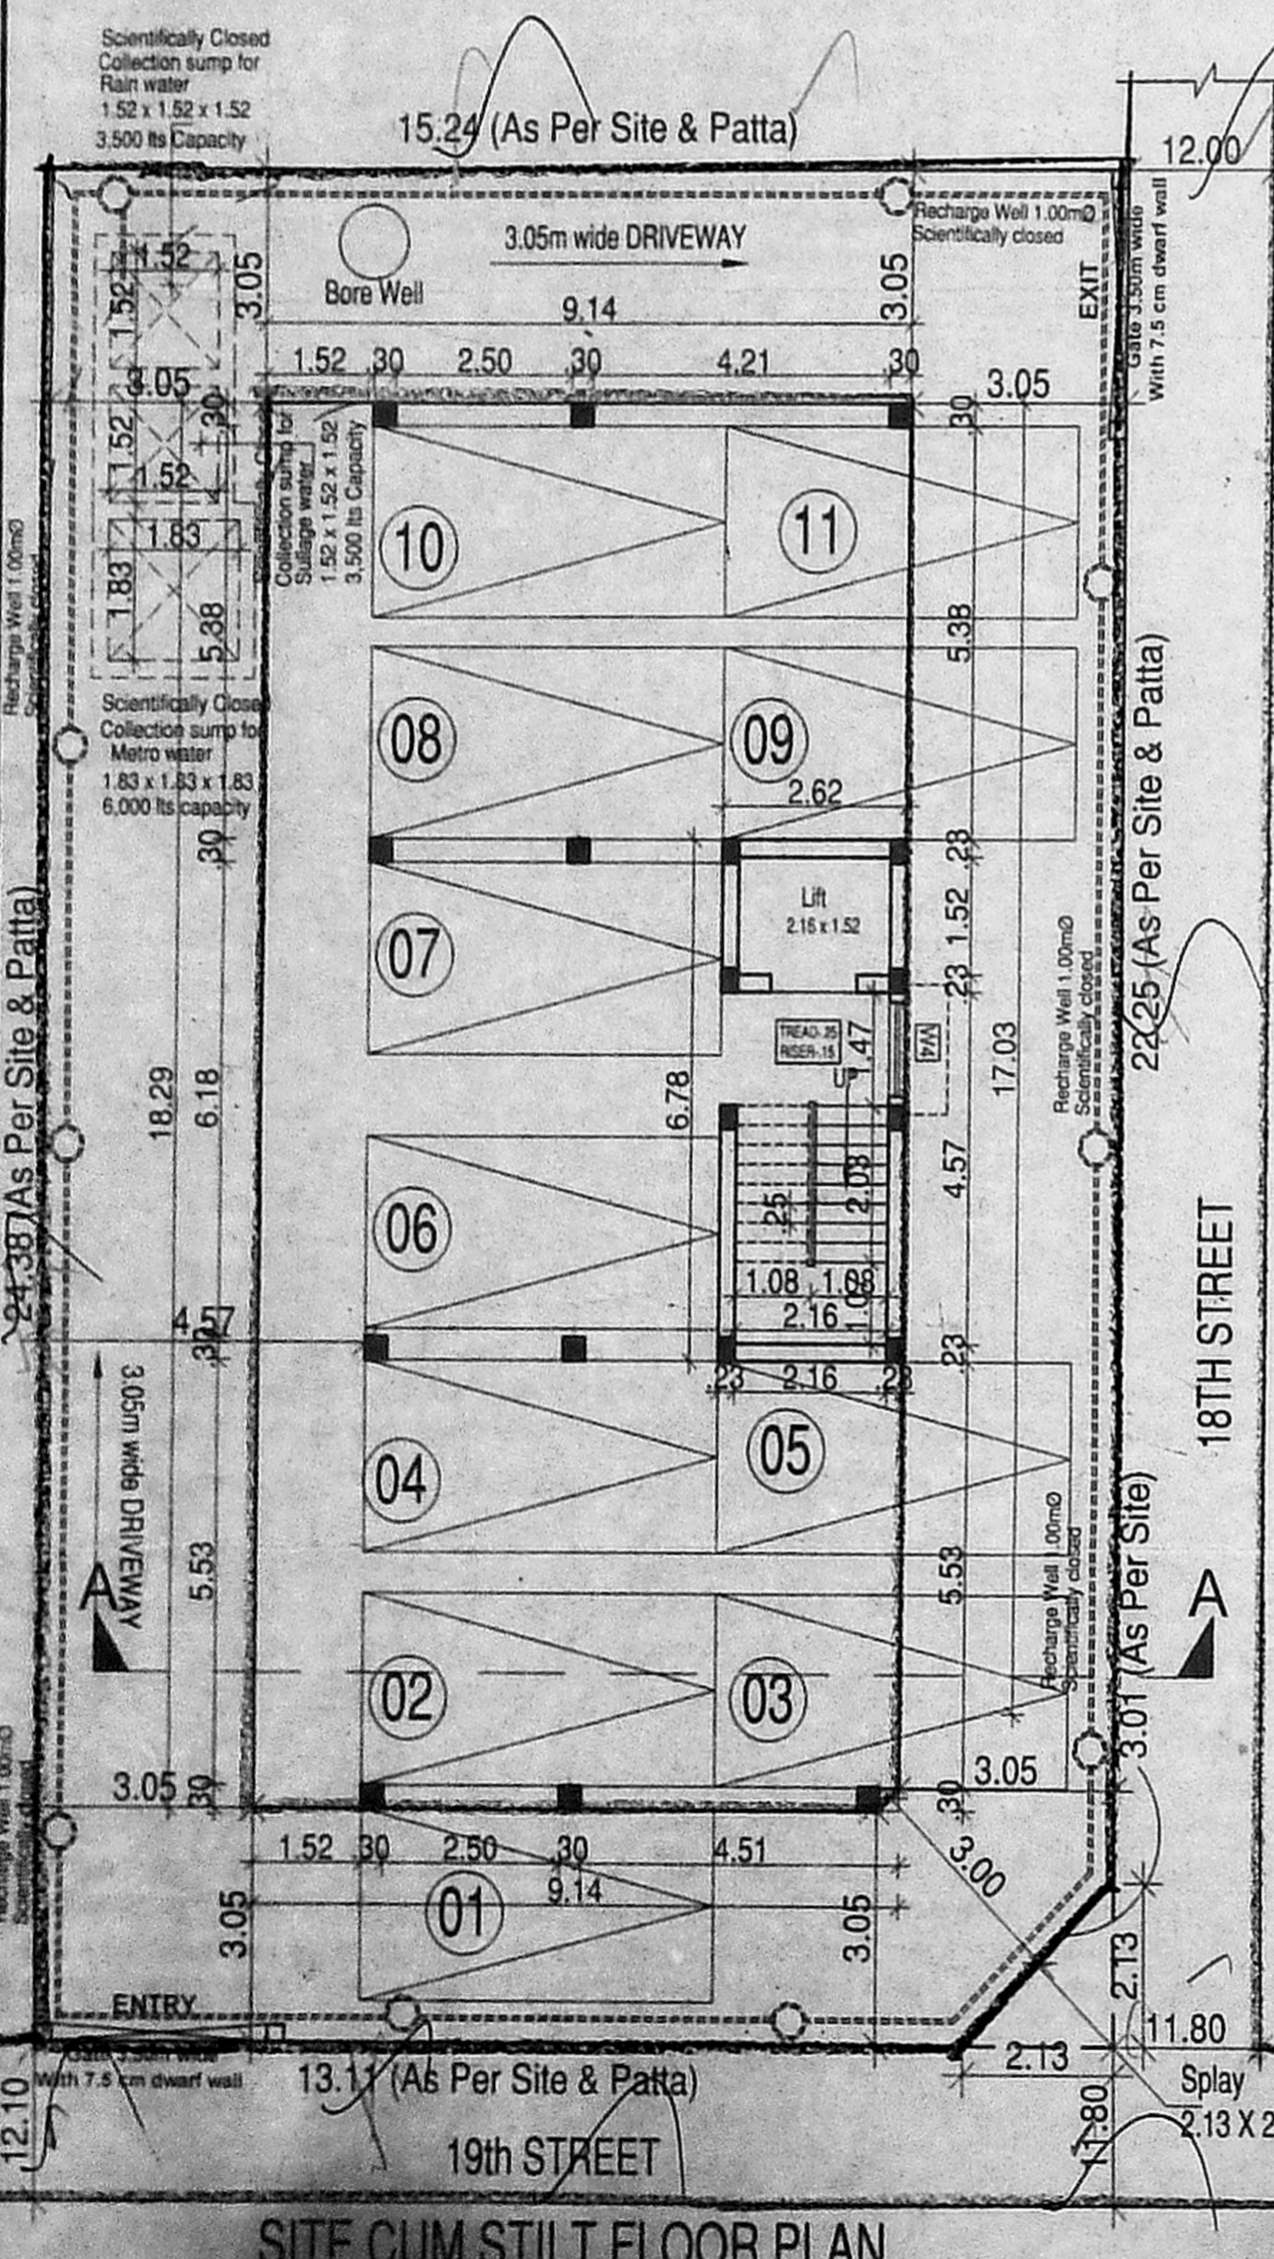 Scientifically Closed
Collection sump for
Rain water
1.52 x 1.52 x 1.52
3,500 lts Capacity
15.24 (As Per Site & Patta)
12.00
Recharge Well 1.00mØ
Scientifically closed
3.05m wide DRIVEWAY
Bore Well
EXIT
Gate 3.50m wide
With 7.5 cm dwarf wall
1.52
1.52
3.05
3.05
9.14
1.52 .30 2.50 .30 4.21 .30
3.05
3.05
.30
.30
1.52
1.52
Collection sump for
Sullage water
1.52 x 1.52 x 1.52
3,500 lts Capacity
10
11
1.83
1.83
5.38
5.38
Recharge Well 1.00mØ
Scientifically closed
Scientifically Closed
Collection sump for
Metro water
1.83 x 1.83 x 1.83
6,000 lts capacity
08
09
2.62
22.25 (As Per Site & Patta)
.30
.23
Lift
2.16 x 1.52
1.52
.23
07
TREAD-.25
RISER-.15
1.47
W4
UP
Recharge Well 1.00mØ
Scientifically closed
17.03
24.38 (As Per Site & Patta)
18.29
6.18
6.78
4.57
06
.25
2.03
1.08 1.08
1.08
2.16
18TH STREET
4.57
.30
.23
.23 2.16 .23
3.05m wide DRIVEWAY
04
05
5.53
5.53
Recharge Well 1.00mØ
Scientifically closed
3.01 (As Per Site)
A
A
02
03
3.05
.30
.30
3.05
1.52 .30 2.50 .30 4.51
9.14
01
3.05
3.05
3.00
2.13
ENTRY
With 7.5 cm dwarf wall
13.11 (As Per Site & Patta)
2.13
11.80
Splay
2.13 X 2
11.80
12.10
19th STREET
SITE CUM STILT FLOOR PLAN